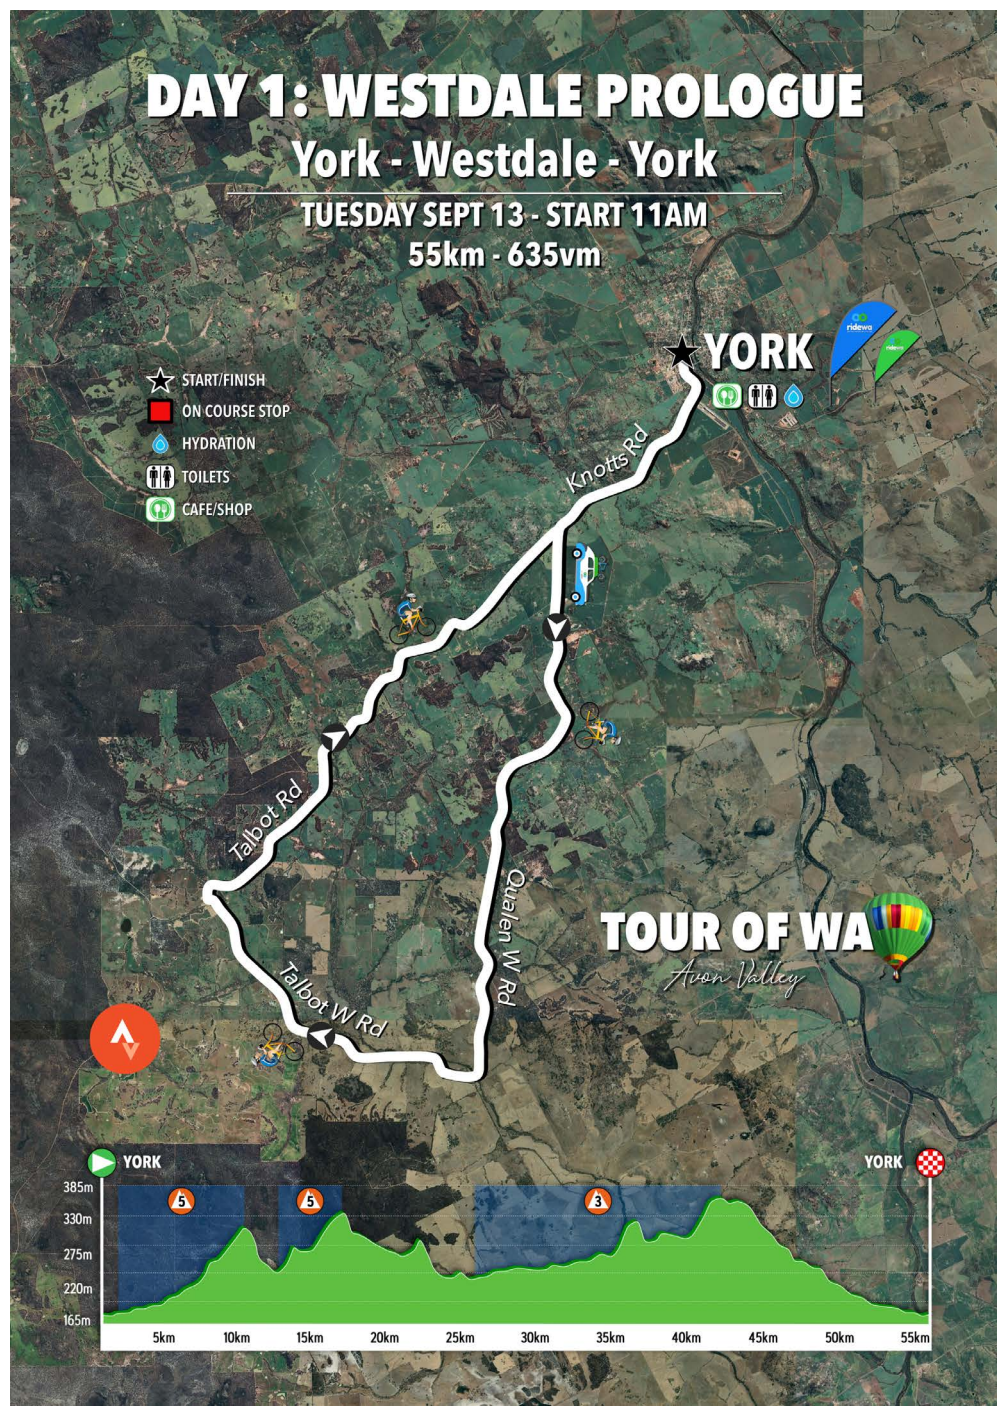 DAY 1: WESTDALE PROLOGUE
York - Westdale - York
TUESDAY SEPT 13 - START 11AM
55km - 635vm
ridewa
ridewa
YORK
START/FINISH
ON COURSE STOP
HYDRATION
TOILETS
CAFE/SHOP
Knotts Rd
Talbot Rd
Qualen W Rd
TOUR OF WA
Avon Valley
Talbot W Rd
YORK
YORK
385m
330m
275m
220m
165m
5
5
3
5km
10km
15km
20km
25km
30km
35km
40km
45km
50km
55km